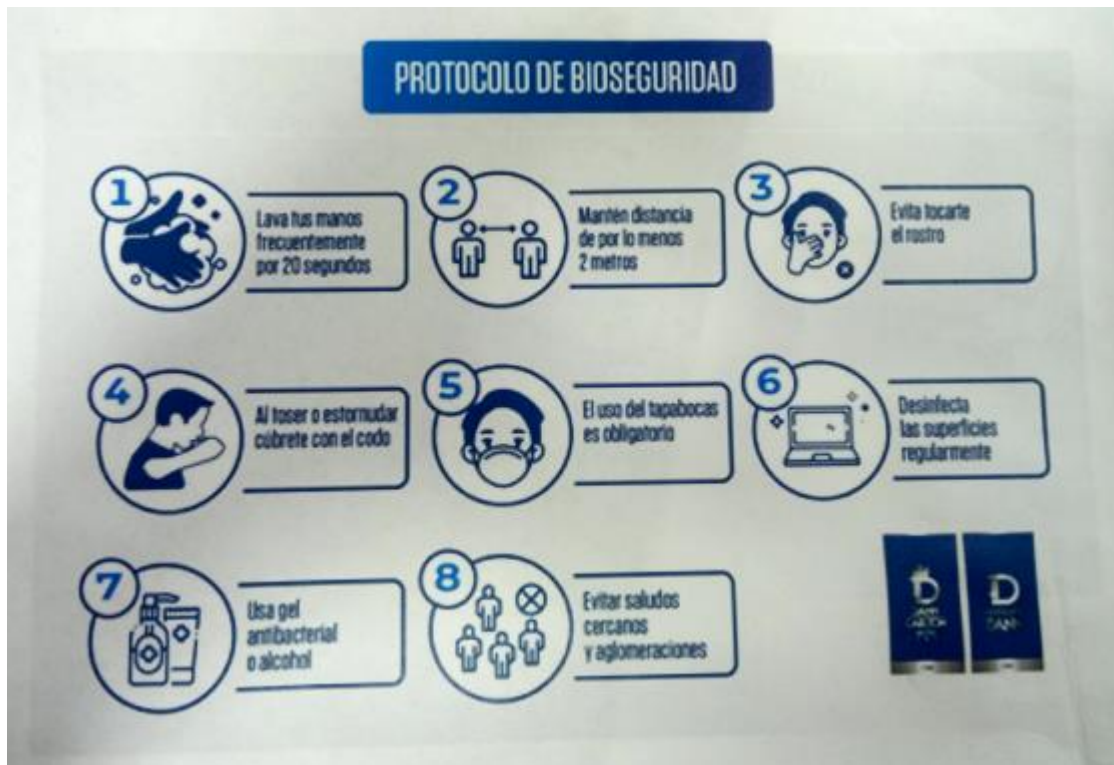 PROTOCOLO DE BIOSEGURIDAD
1
Lava tus manos
frecuentemente
por 20 segundos
2
Mantén distancia
de por lo menos
2 metros
3
Evita tocarte
el rostro
4
Al toser o estornudar
cúbrete con el codo
5
El uso del tapabocas
es obligatorio
6
Desinfecta
las superficies
regularmente
7
Usa gel
antibacterial
o alcohol
8
Evitar saludos
cercanos
y aglomeraciones
D
D